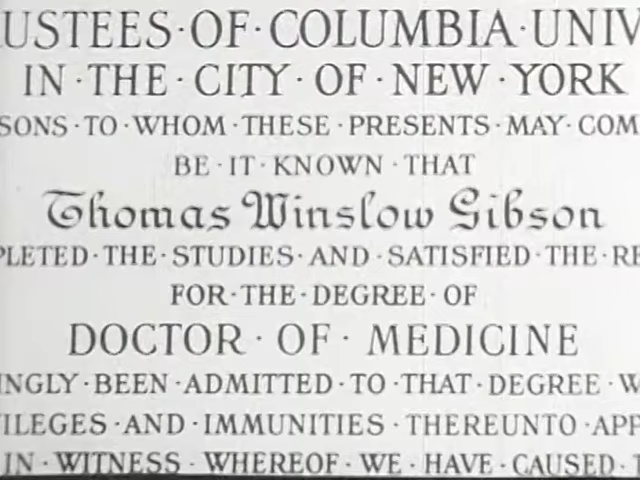 USTEES·OF·COLUMBIA·UNIV
IN·THE·CITY·OF·NEW·YORK
SONS·TO·WHOM·THESE·PRESENTS·MAY·COM
BE·IT·KNOWN·THAT
Thomas Winslow Gibson
PLETED·THE·STUDIES·AND·SATISFIED·THE·RE
FOR·THE·DEGREE·OF
DOCTOR·OF·MEDICINE
INGLY·BEEN·ADMITTED·TO·THAT·DEGREE·W
ILEGES·AND·IMMUNITIES·THEREUNTO·APP
IN·WITNESS·WHEREOF·WE·HAVE·CAUSED·T